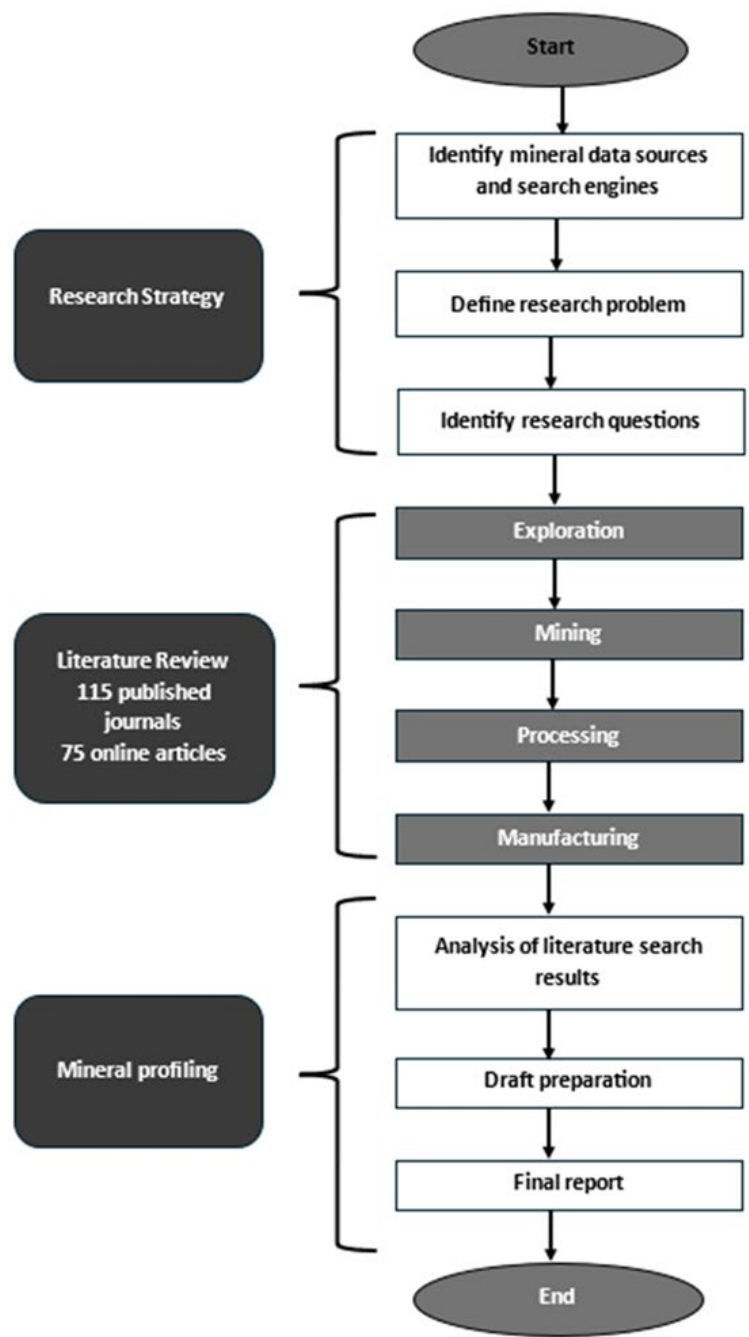 Start
Identify mineral data sources
and search engines
Research Strategy
Define research problem
Identify research questions
Exploration
Mining
Literature Review
115 published
journals
75 online articles
Processing
Manufacturing
Analysis of literature search
results
Mineral profiling
Draft preparation
Final report
End